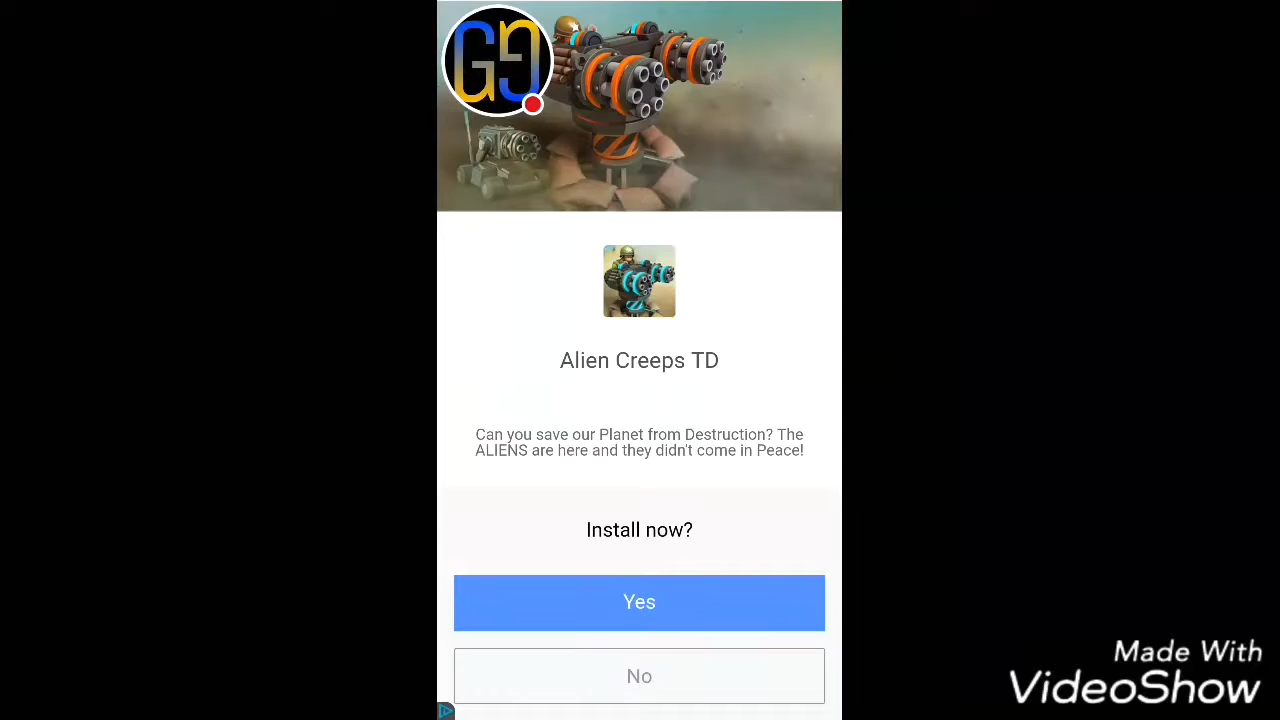 GG
Alien Creeps TD
Can you save our Planet from Destruction? The
ALIENS are here and they didn't come in Peace!
Install now?
Yes
No
Made With
VideoShow